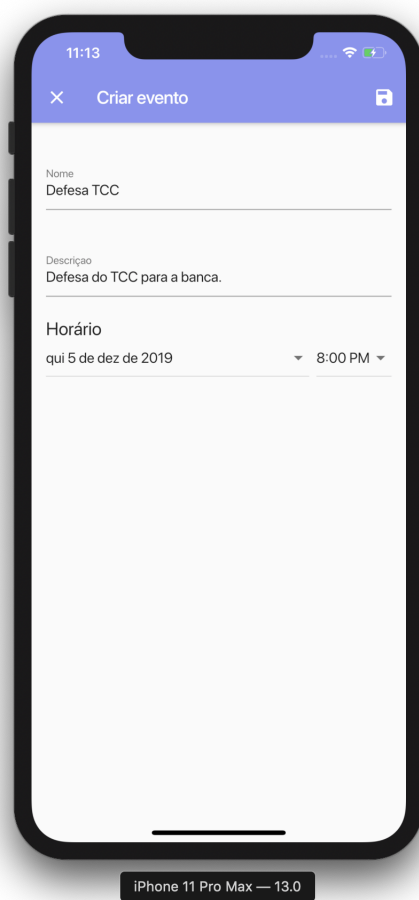 11:13
Criar evento
Nome
Defesa TCC
Descriçao
Defesa do TCC para a banca.
Horário
qui 5 de dez de 2019 8:00 PM
iPhone 11 Pro Max — 13.0